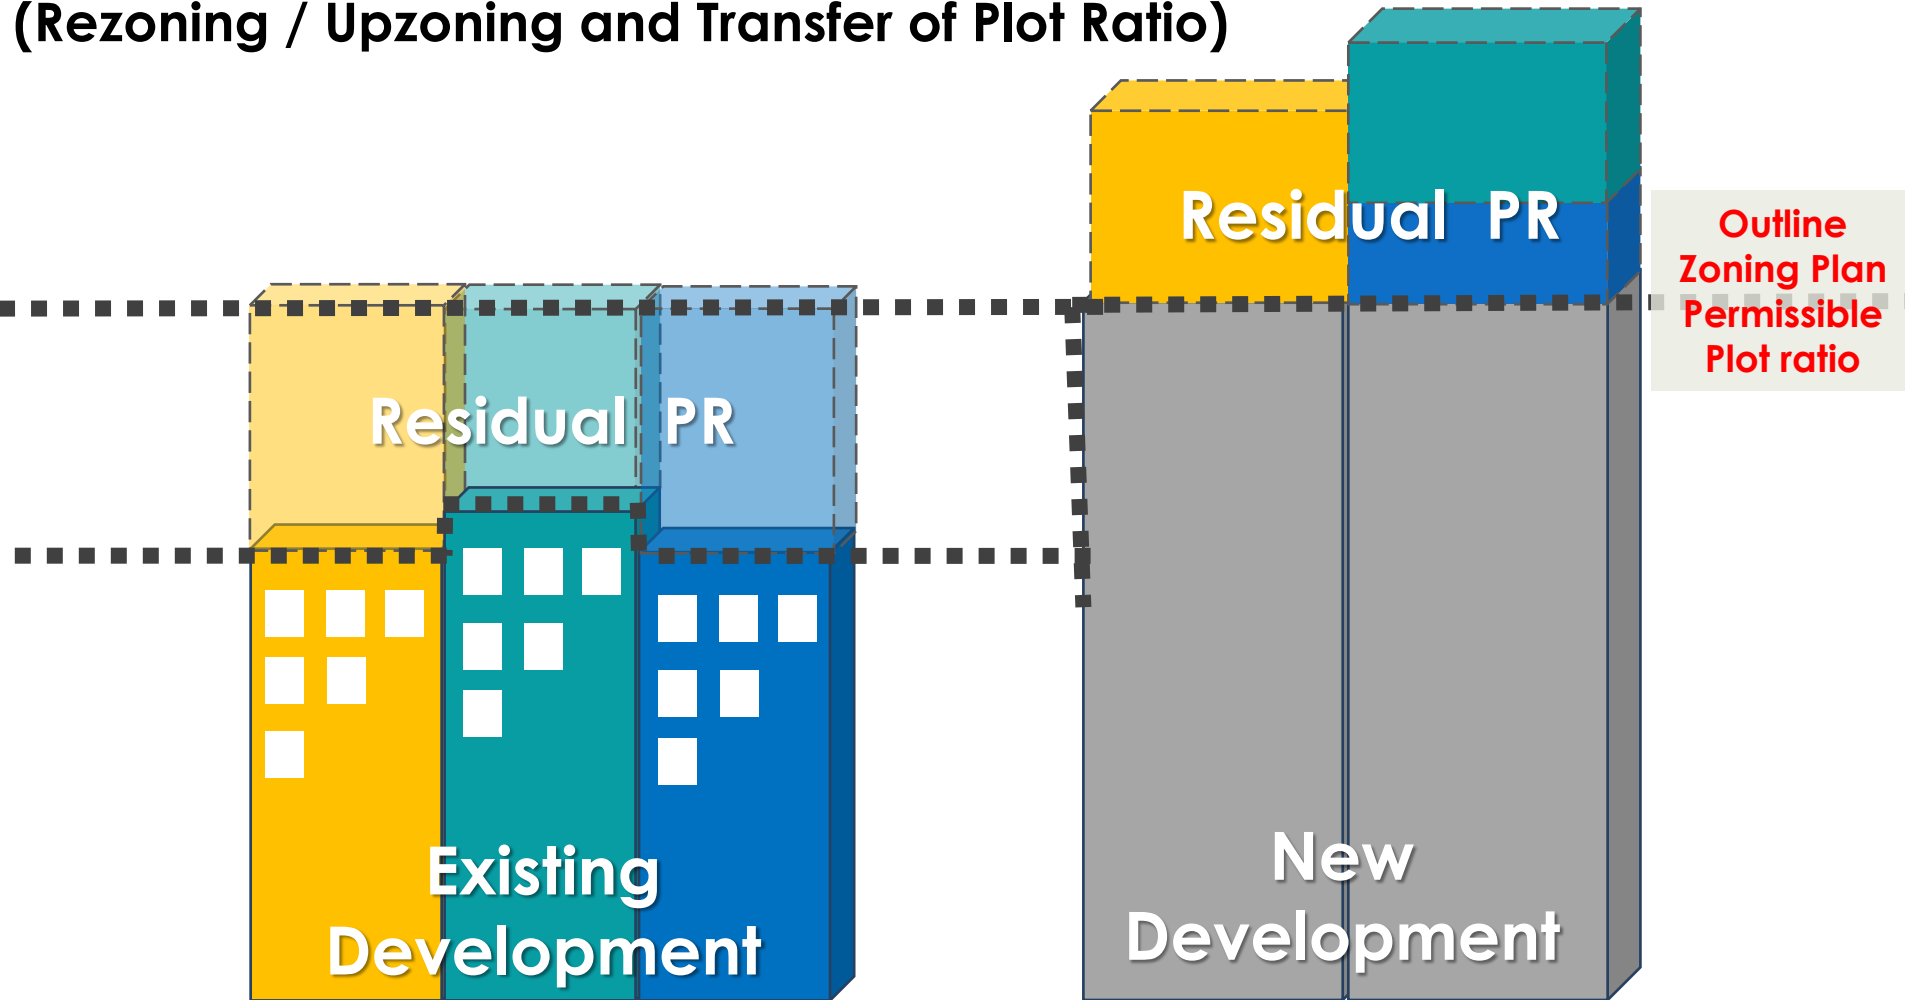 (Rezoning / Upzoning and Transfer of Plot Ratio)
Residual PR
Outline
Zoning Plan
Permissible
Plot ratio
Residual PR
Existing
Development
New
Development